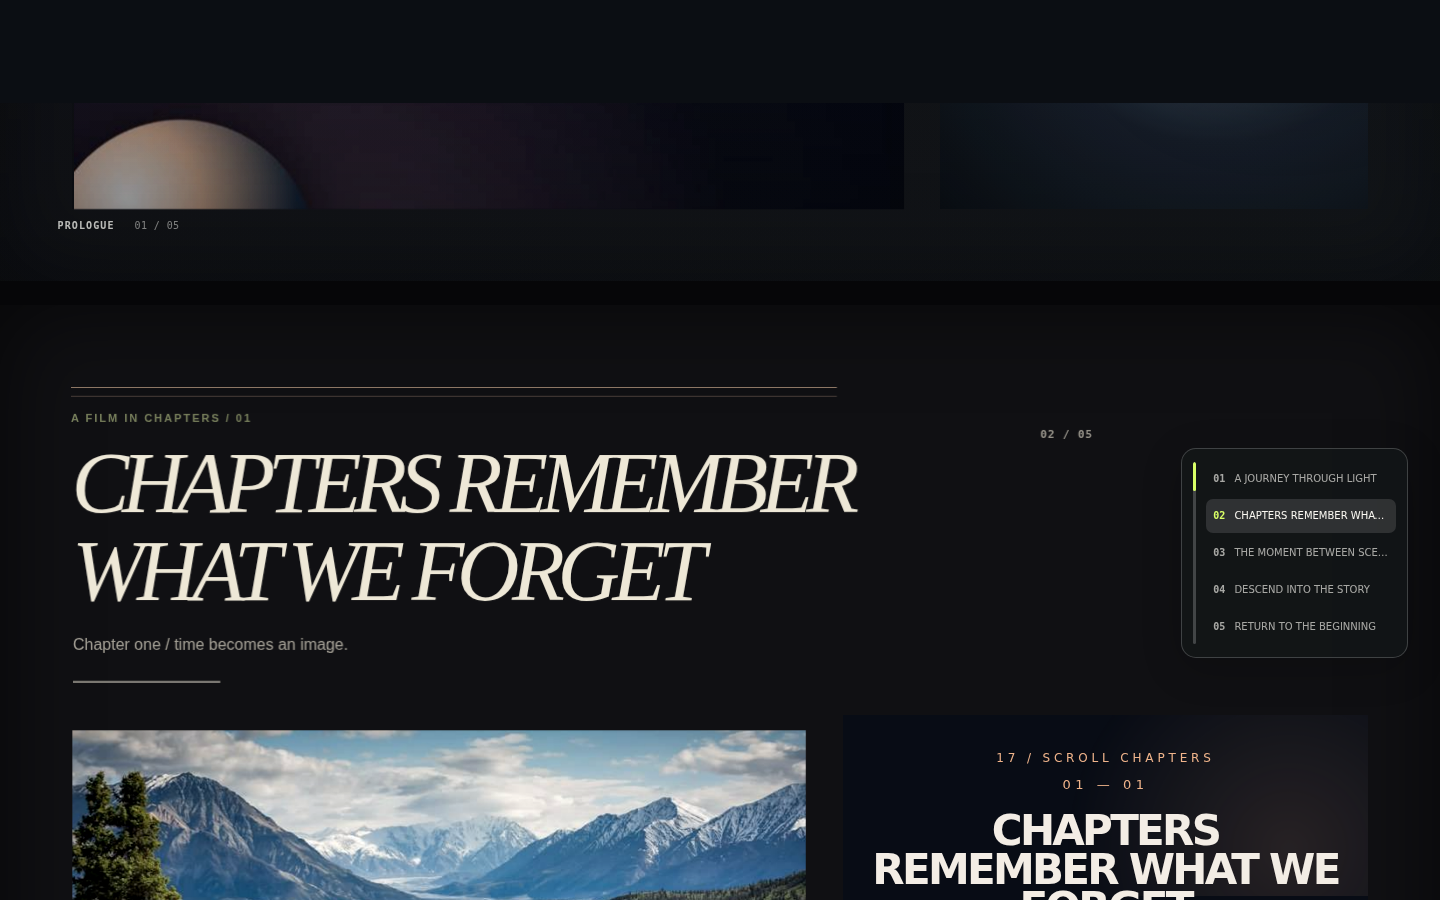 PROLOGUE 01 / 05
A FILM IN CHAPTERS / 01
CHAPTERS REMEMBER
WHAT WE FORGET
Chapter one / time becomes an image.
02 / 05
01 A JOURNEY THROUGH LIGHT
02 CHAPTERS REMEMBER WHA...
03 THE MOMENT BETWEEN SCE...
04 DESCEND INTO THE STORY
05 RETURN TO THE BEGINNING
17 / SCROLL CHAPTERS
01 — 01
CHAPTERS
REMEMBER WHAT WE
FORGET